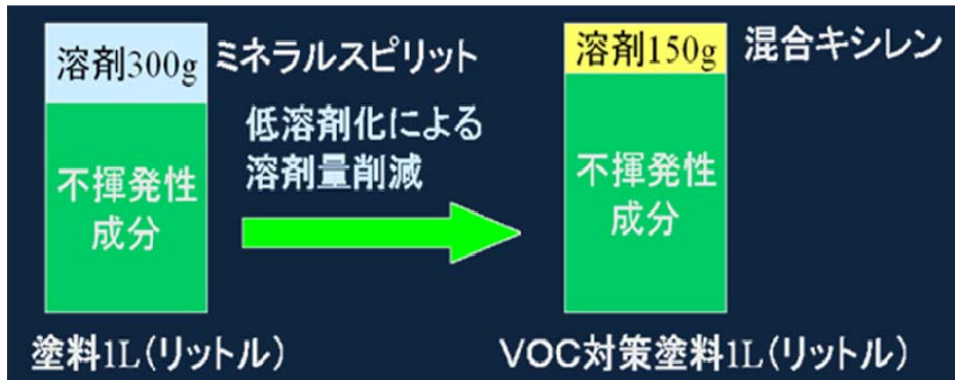 溶剤300g
ミネラルスピリット
不揮発性
成分
塗料1L(リットル)
低溶剤化による
溶剤量削減
溶剤150g
混合キシレン
不揮発性
成分
VOC対策塗料1L(リットル)